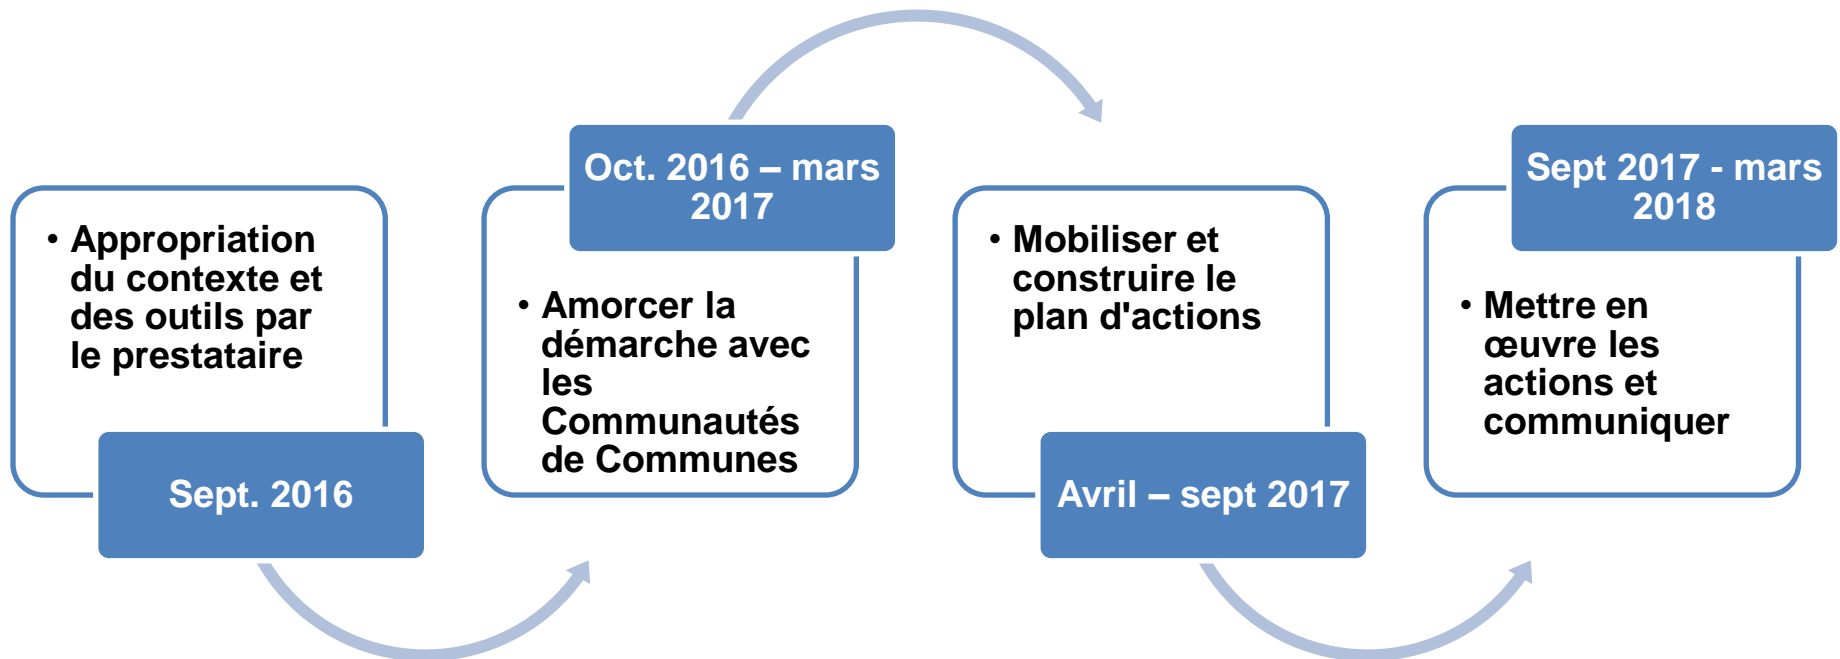 • Appropriation
du contexte et
des outils par
le prestataire
Sept. 2016
Oct. 2016 – mars
2017
• Amorcer la
démarche avec
les
Communautés
de Communes
• Mobiliser et
construire le
plan d'actions
Avril – sept 2017
Sept 2017 - mars
2018
• Mettre en
œuvre les
actions et
communiquer